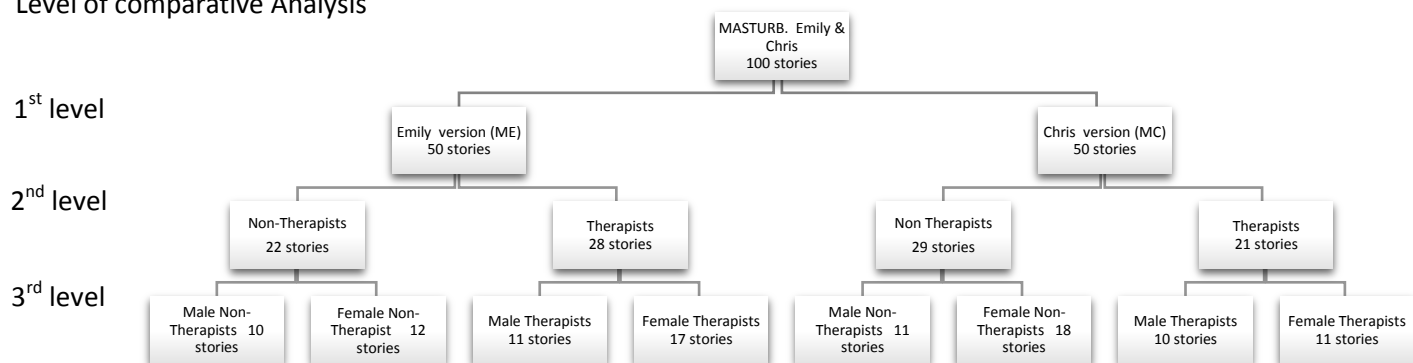 Level of comparative Analysis
MASTURB. Emily &
Chris
100 stories
1st level
Emily version (ME)
50 stories
Chris version (MC)
50 stories
2nd level
Non-Therapists
22 stories
Therapists
28 stories
Non Therapists
29 stories
Therapists
21 stories
3rd level
Male Non-
Therapists 10
stories
Female Non-
Therapist 12
stories
Male Therapists
11 stories
Female Therapists
17 stories
Male Non-
Therapists 11
stories
Female Non-
Therapists 18
stories
Male Therapists
10 stories
Female Therapists
11 stories